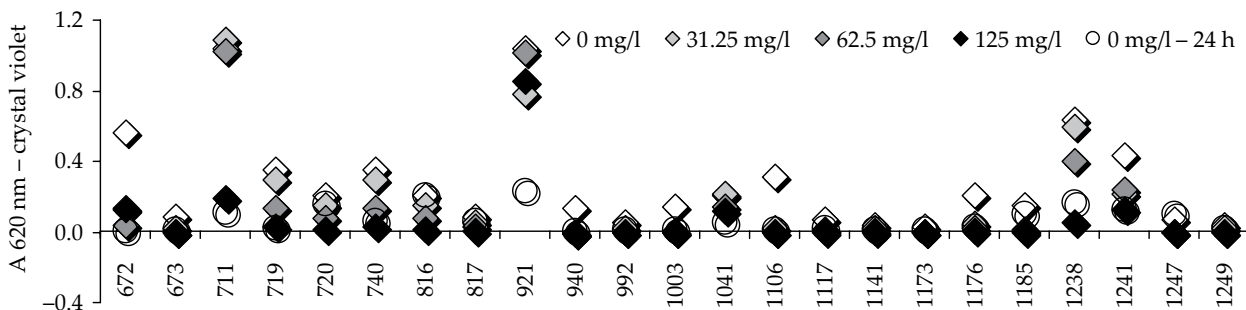 1.2
0 mg/l 31.25 mg/l 62.5 mg/l 125 mg/l 0 mg/l – 24 h
0.8
0.4
0.0
–0.4
A 620 nm – crystal violet
672 673 711 719 720 740 816 817 921 940 992 1003 1041 1106 1117 1141 1173 1176 1185 1238 1241 1247 1249